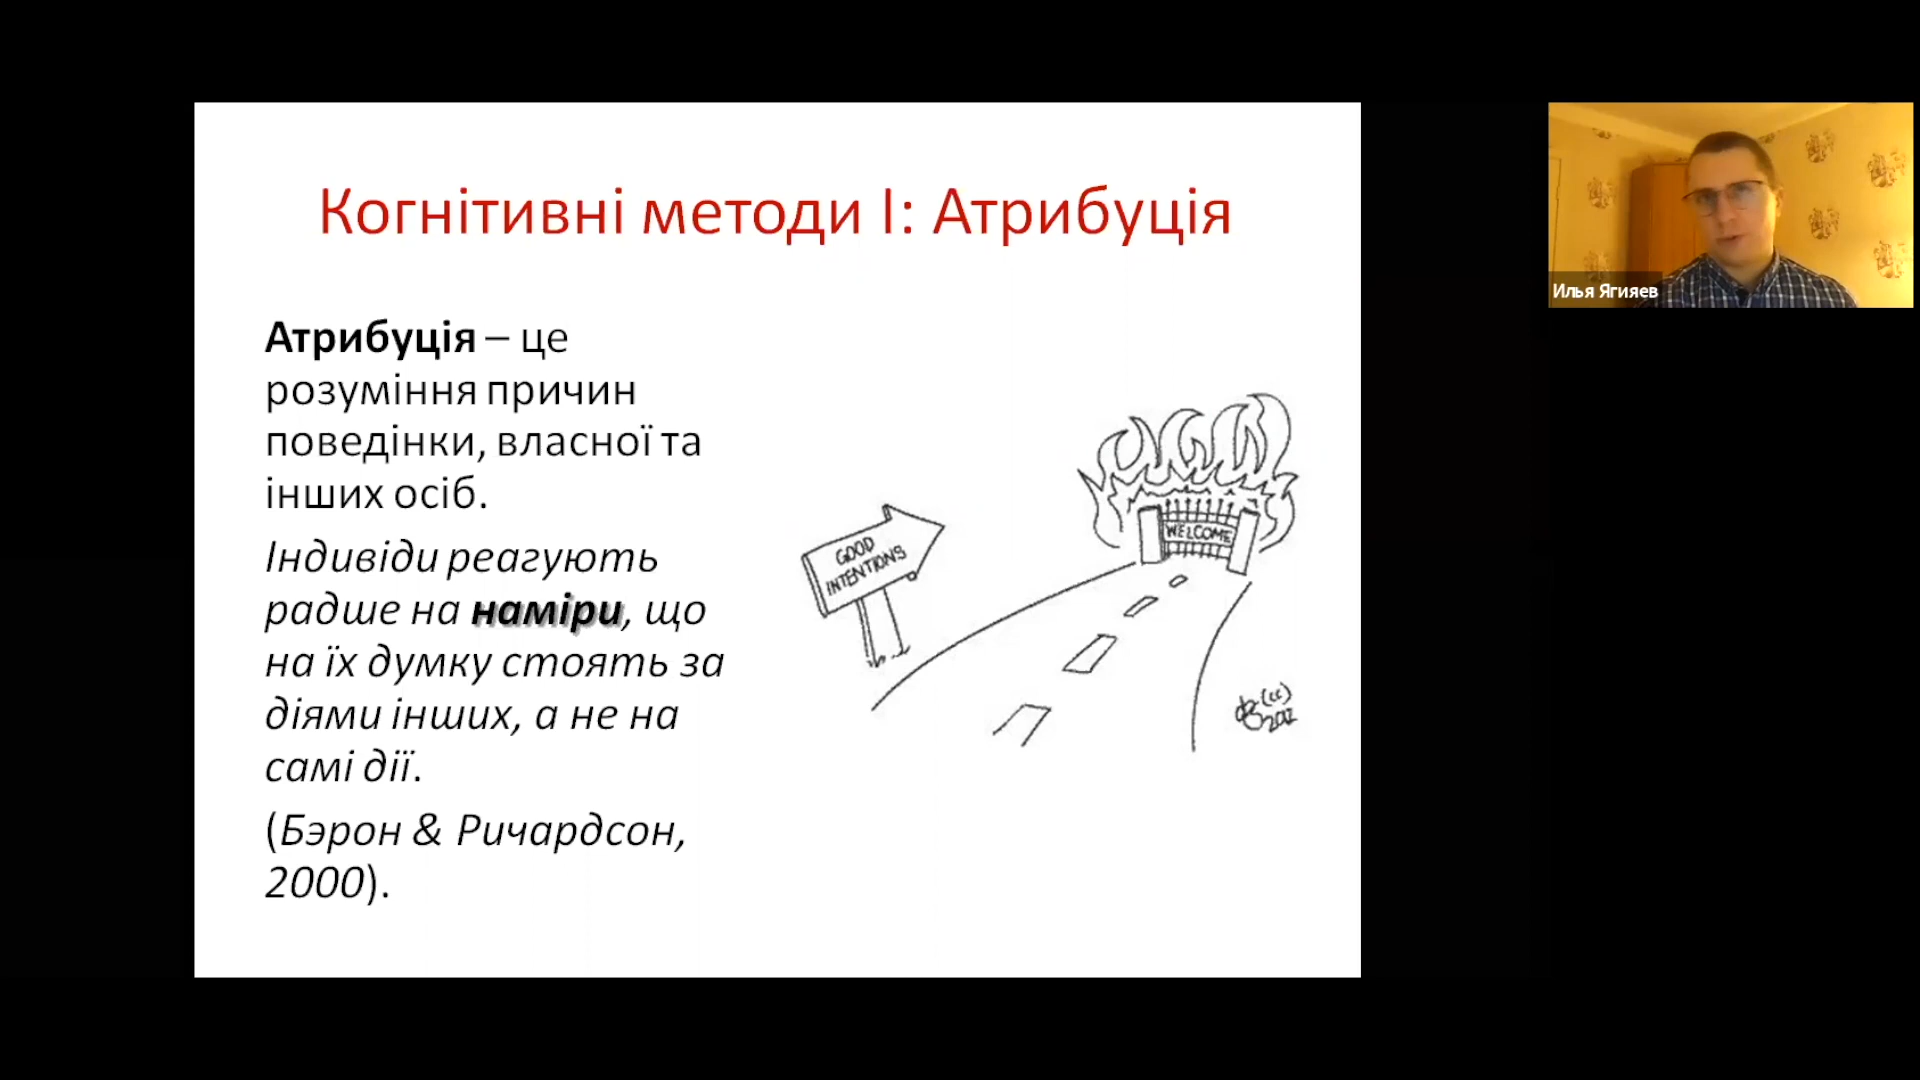 Когнітивні методи I: Атрибуція
Атрибуція – це
розуміння причин
поведінки, власної та
інших осіб.
Індивіди реагують
радше на наміри, що
на їх думку стоять за
діями інших, а не на
самі дії.
(Бэрон & Ричардсон,
2000).
GOOD
INTENTIONS
WELCOME
(cc)
Илья Ягияев